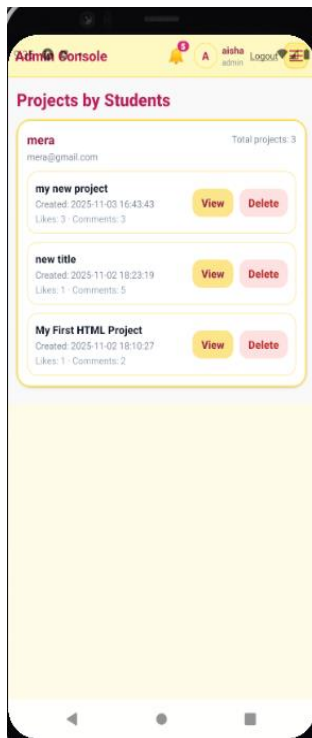 Admin Console
5
A
aisha
admin
Logout
Projects by Students
mera
Total projects: 3
mera@gmail.com
my new project
Created: 2025-11-03 16:43:43
Likes: 3 · Comments: 3
View
Delete
new title
Created: 2025-11-02 18:23:19
Likes: 1 · Comments: 5
View
Delete
My First HTML Project
Created: 2025-11-02 18:10:27
Likes: 1 · Comments: 2
View
Delete